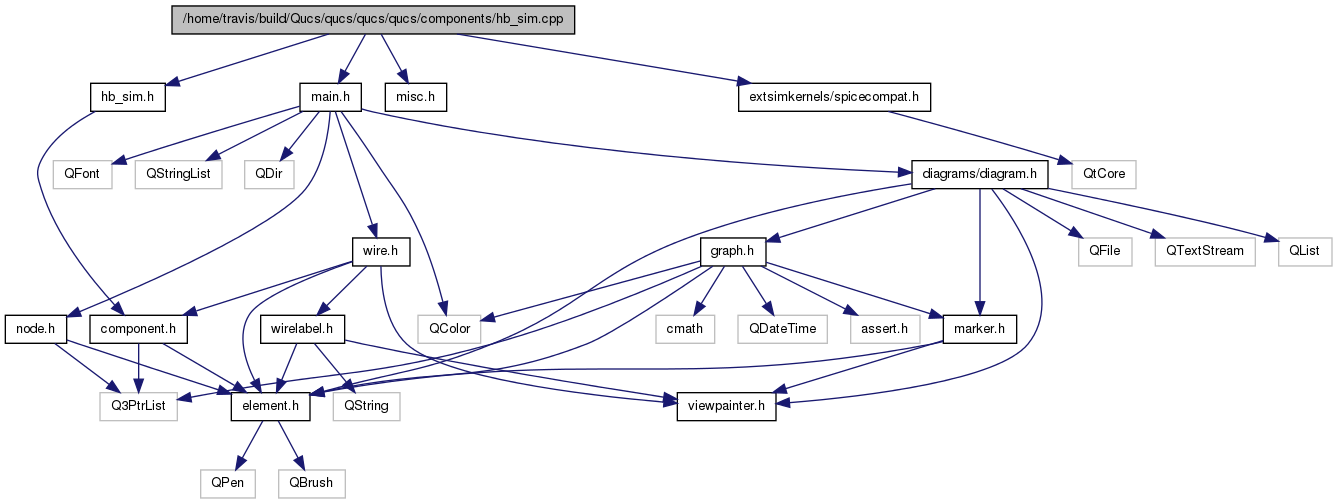 /home/travis/build/Qucs/qucs/qucs/qucs/components/hb_sim.cpp
hb_sim.h
main.h
misc.h
extsimkernels/spicecompat.h
QFont
QStringList
QDir
diagrams/diagram.h
QtCore
wire.h
graph.h
QFile
QTextStream
QList
node.h
component.h
wirelabel.h
QColor
cmath
QDateTime
assert.h
marker.h
Q3PtrList
element.h
QString
viewpainter.h
QPen
QBrush